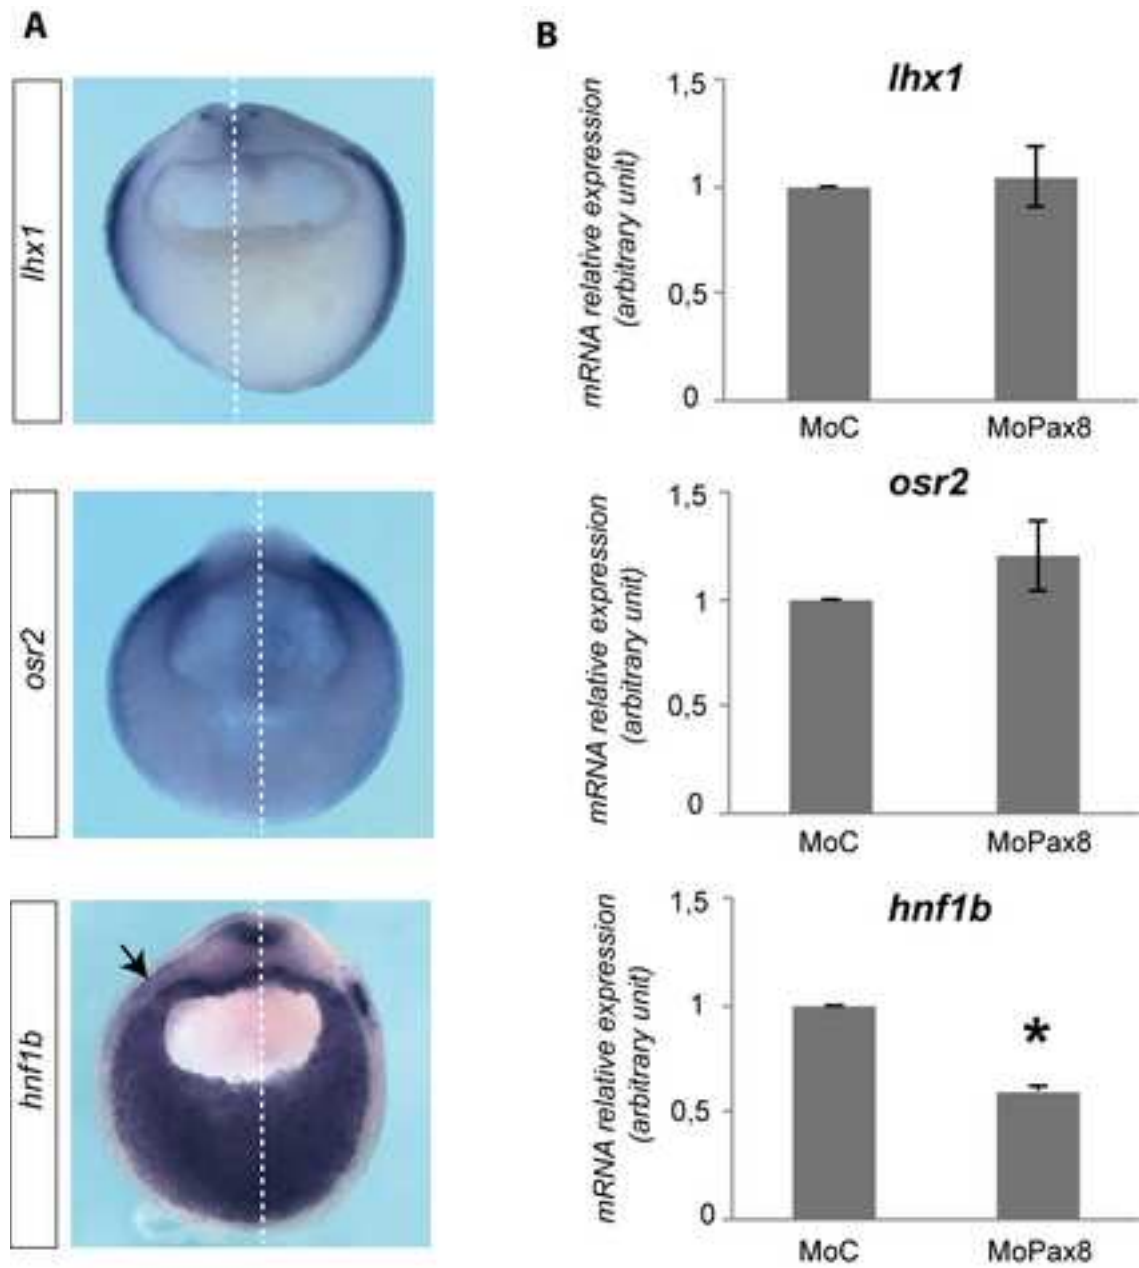 A
lhx1
osr2
hnf1b
B
lhx1
mRNA relative expression
(arbitrary unit)
1,5
1
0,5
0
MoC MoPax8
osr2
mRNA relative expression
(arbitrary unit)
1,5
1
0,5
0
MoC MoPax8
hnf1b
mRNA relative expression
(arbitrary unit)
1,5
1
0,5
0
*
MoC MoPax8